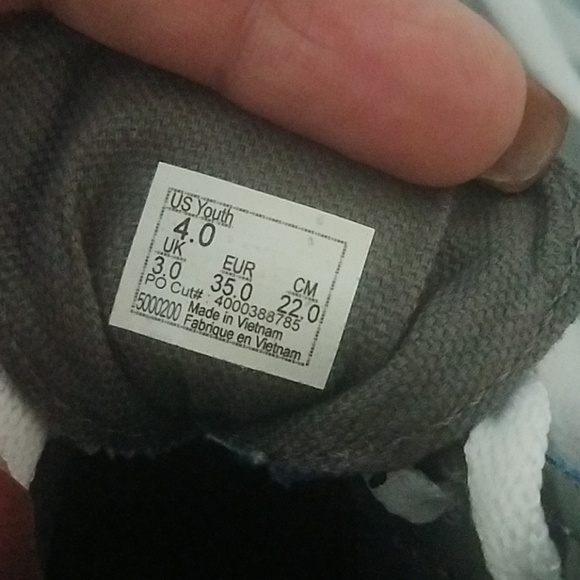 US Youth
4.0
UK EUR CM
3.0 35.0 22.0
PO Cut# : 4000388785
5000200 Made in Vietnam
Fabrique en Vietnam